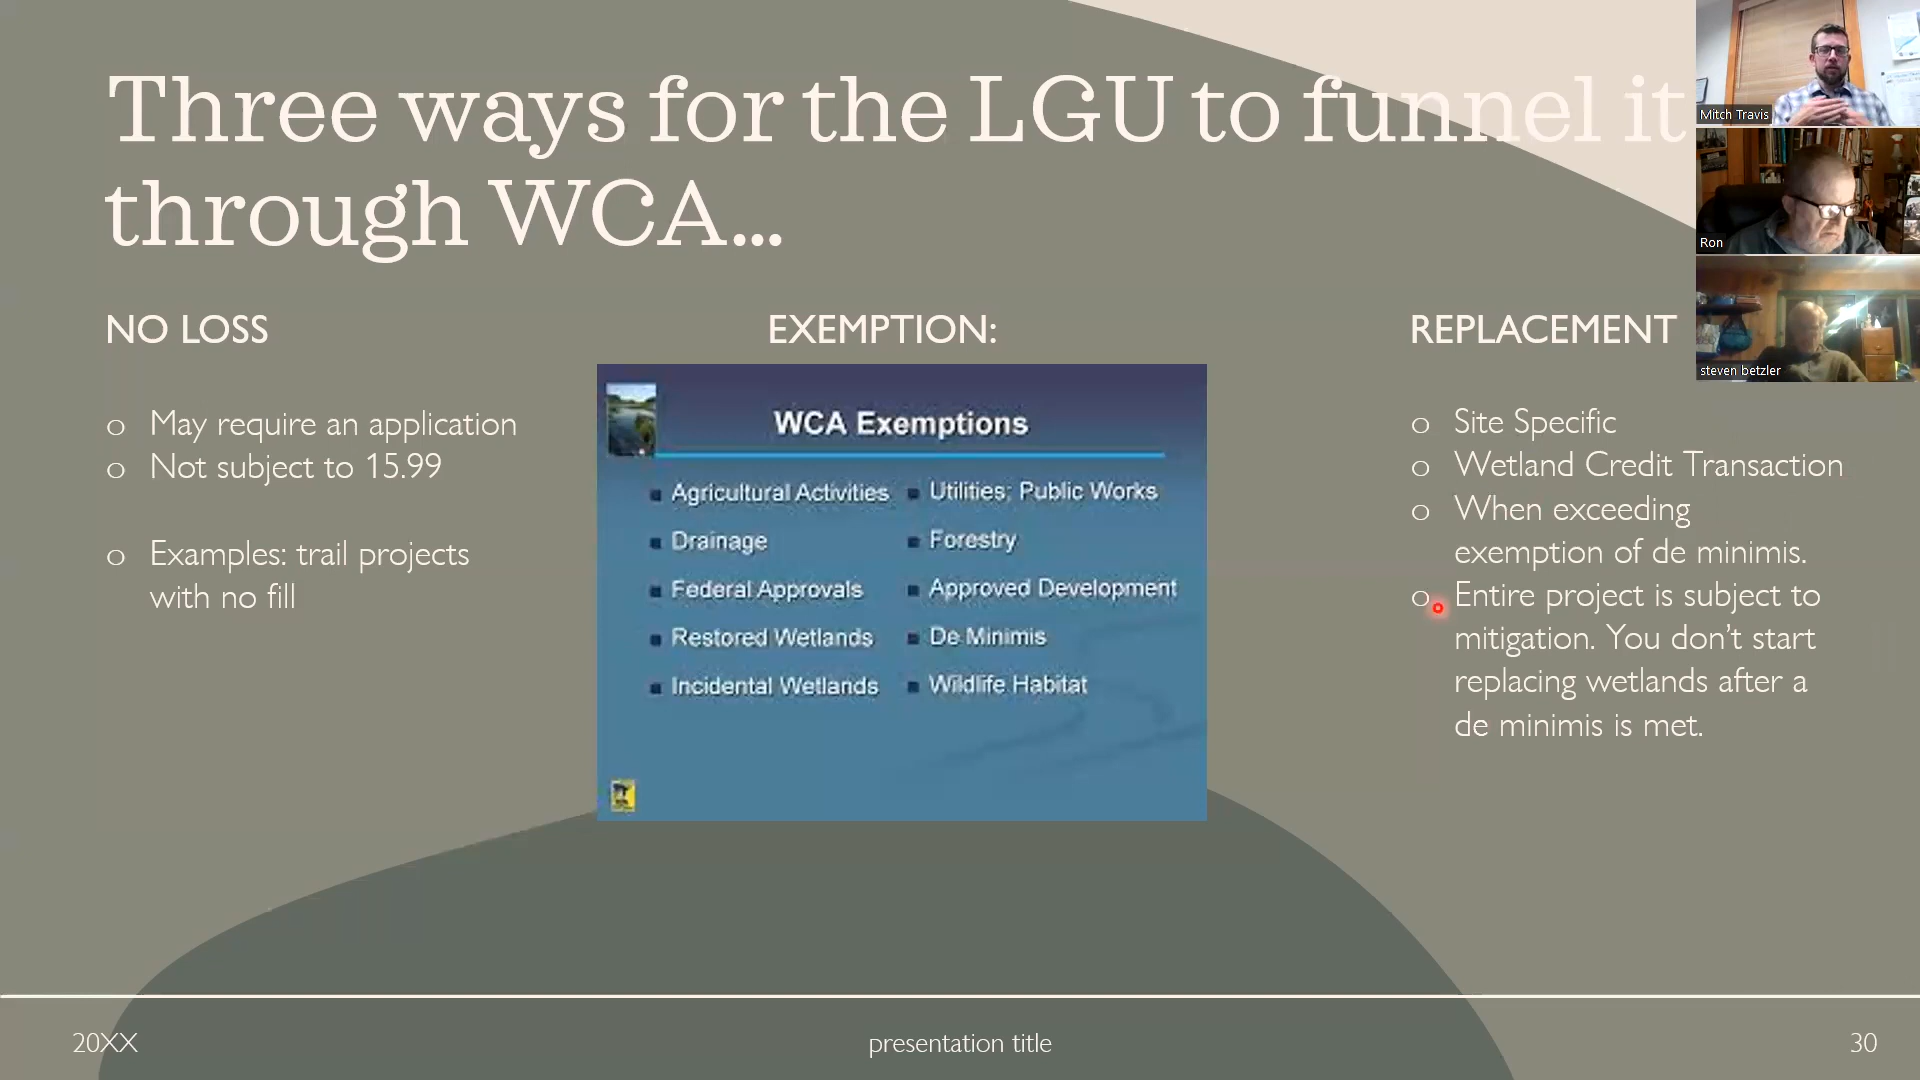 Three ways for the LGU to funnel it
through WCA...
NO LOSS
o May require an application
o Not subject to 15.99
o Examples: trail projects
with no fill
EXEMPTION:
WCA Exemptions
Agricultural Activities
Drainage
Federal Approvals
Restored Wetlands
Incidental Wetlands
Utilities; Public Works
Forestry
Approved Development
De Minimis
Wildlife Habitat
REPLACEMENT
o Site Specific
o Wetland Credit Transaction
o When exceeding
exemption of de minimis.
o Entire project is subject to
mitigation. You don’t start
replacing wetlands after a
de minimis is met.
Mitch Travis
Ron
steven betzler
20XX
presentation title
30